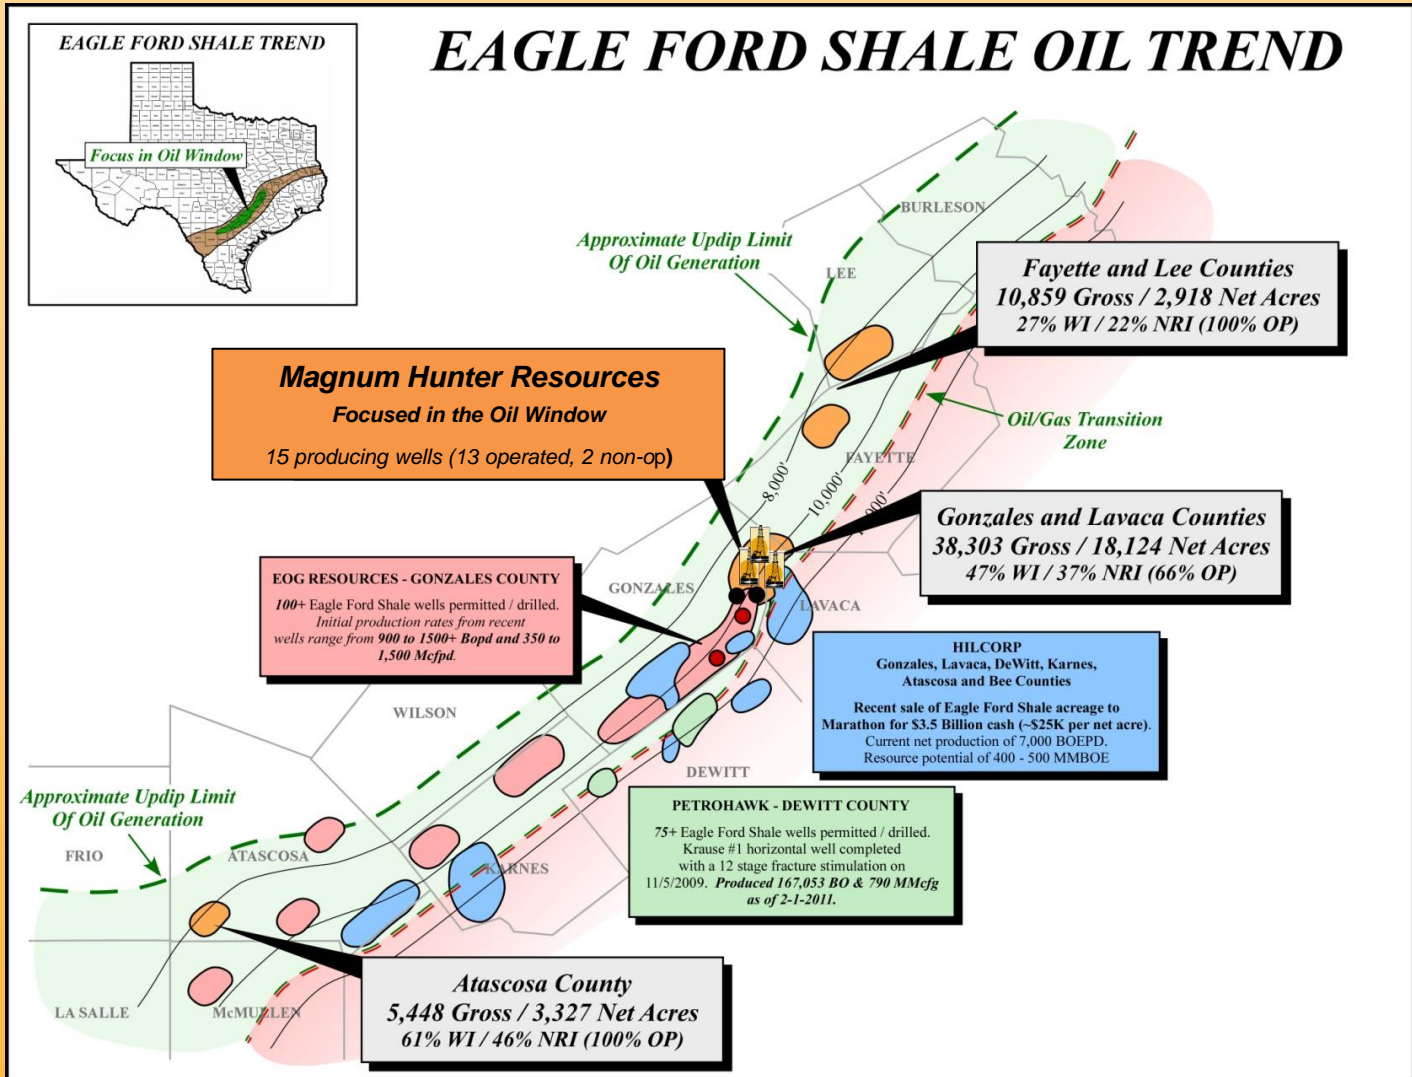 EAGLE FORD SHALE TREND
Focus in Oil Window
EAGLE FORD SHALE OIL TREND
BURLESON
Approximate Updip Limit
Of Oil Generation
LEE
Fayette and Lee Counties
10,859 Gross / 2,918 Net Acres
27% WI / 22% NRI (100% OP)
Magnum Hunter Resources
Focused in the Oil Window
15 producing wells (13 operated, 2 non-op)
Oil/Gas Transition
Zone
FAYETTE
8,000'
10,000'
000'
Gonzales and Lavaca Counties
38,303 Gross / 18,124 Net Acres
47% WI / 37% NRI (66% OP)
EOG RESOURCES - GONZALES COUNTY
100+ Eagle Ford Shale wells permitted / drilled.
Initial production rates from recent
wells range from 900 to 1500+ Bopd and 350 to
1,500 Mcfpd.
GONZALES
LAVACA
HILCORP
Gonzales, Lavaca, DeWitt, Karnes,
Atascosa and Bee Counties
Recent sale of Eagle Ford Shale acreage to
Marathon for $3.5 Billion cash (~$25K per net acre).
Current net production of 7,000 BOEPD.
Resource potential of 400 - 500 MMBOE
WILSON
DEWITT
PETROHAWK - DEWITT COUNTY
75+ Eagle Ford Shale wells permitted / drilled.
Krause #1 horizontal well completed
with a 12 stage fracture stimulation on
11/5/2009. Produced 167,053 BO & 790 MMcfg
as of 2-1-2011.
Approximate Updip Limit
Of Oil Generation
FRIO
ATASCOSA
KARNES
Atascosa County
5,448 Gross / 3,327 Net Acres
61% WI / 46% NRI (100% OP)
LA SALLE
McMULLEN